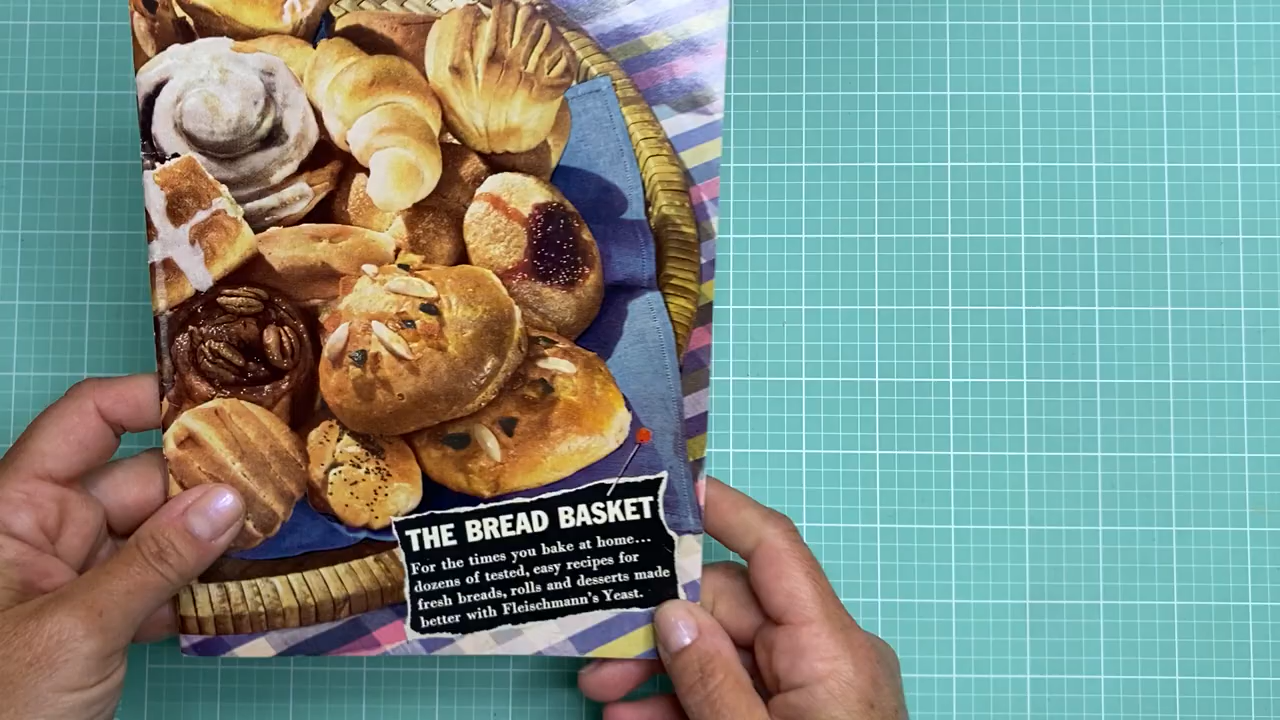 THE BREAD BASKET
For the times you bake at home...
dozens of tested, easy recipes for
fresh breads, rolls and desserts made
better with Fleischmann's Yeast.